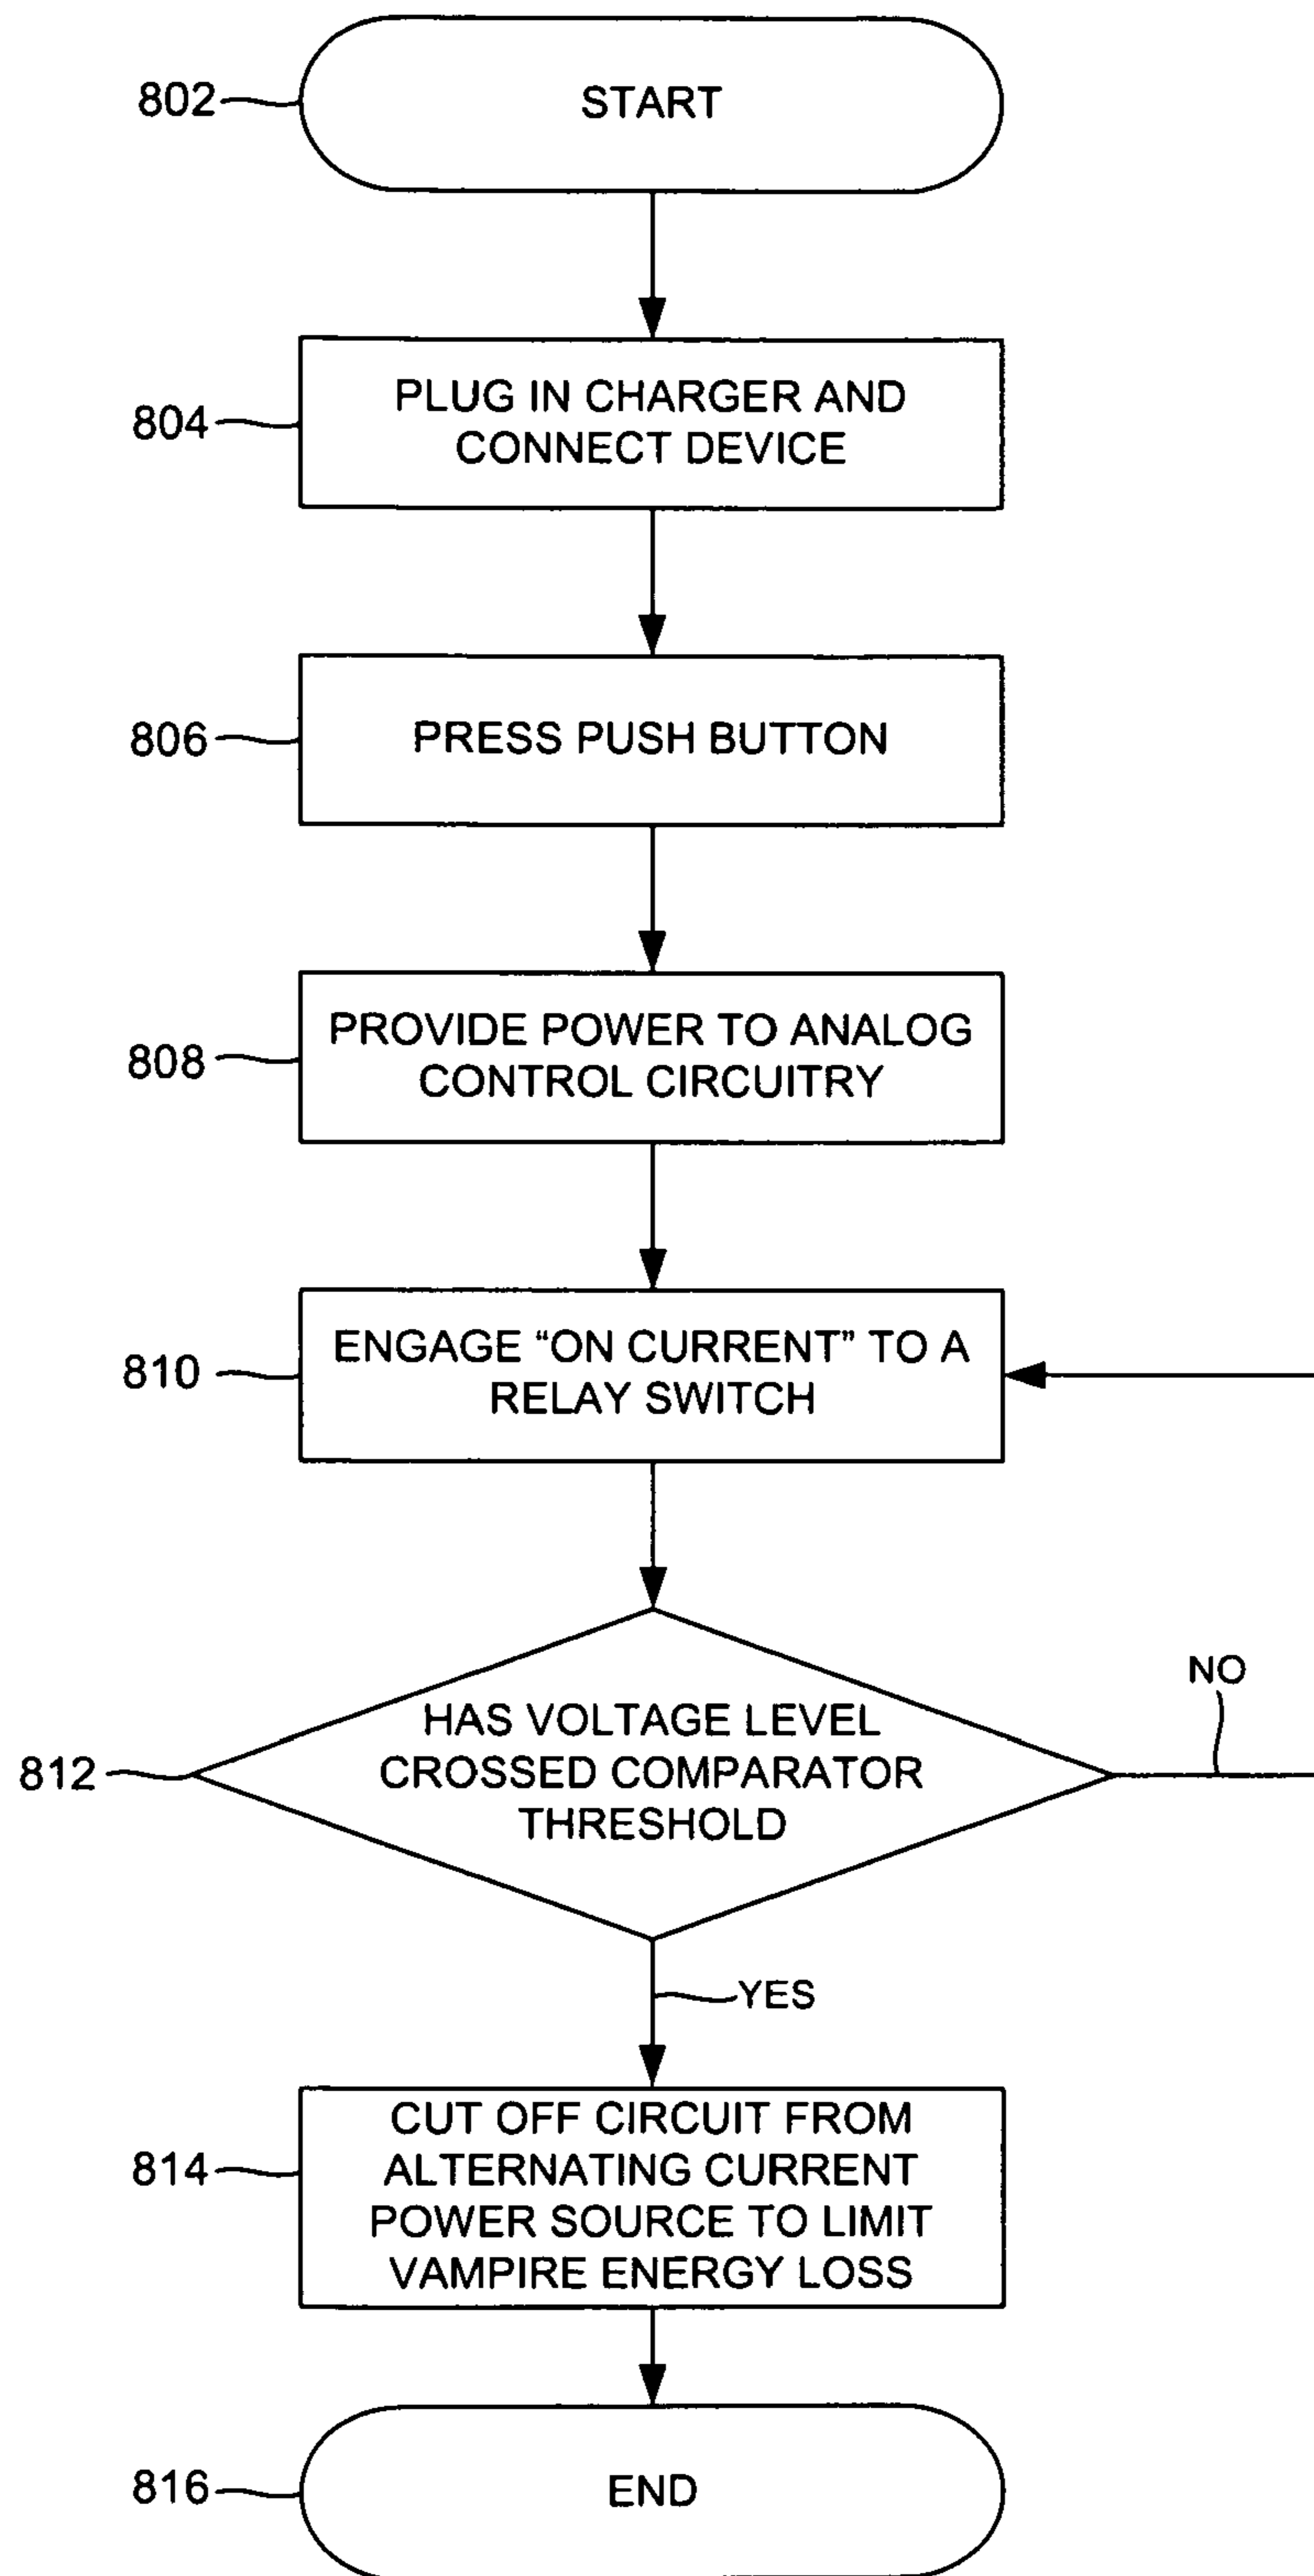 802
START
804
PLUG IN CHARGER AND
CONNECT DEVICE
806
PRESS PUSH BUTTON
808
PROVIDE POWER TO ANALOG
CONTROL CIRCUITRY
810
ENGAGE “ON CURRENT” TO A
RELAY SWITCH
812
HAS VOLTAGE LEVEL
CROSSED COMPARATOR
THRESHOLD
NO
YES
814
CUT OFF CIRCUIT FROM
ALTERNATING CURRENT
POWER SOURCE TO LIMIT
VAMPIRE ENERGY LOSS
816
END